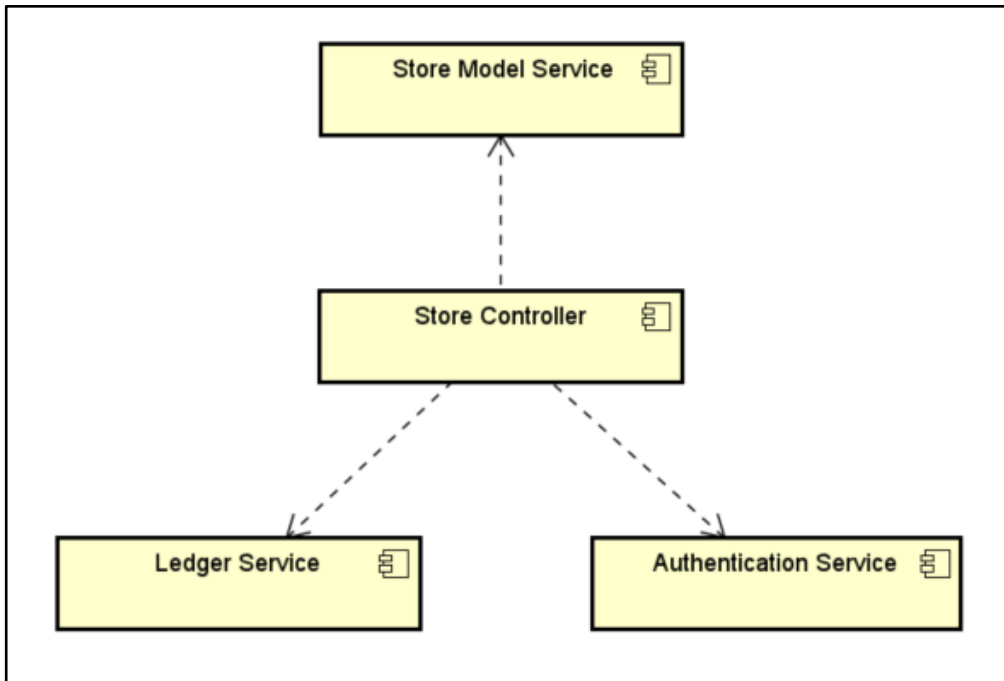 Store Model Service
Store Controller
Ledger Service
Authentication Service